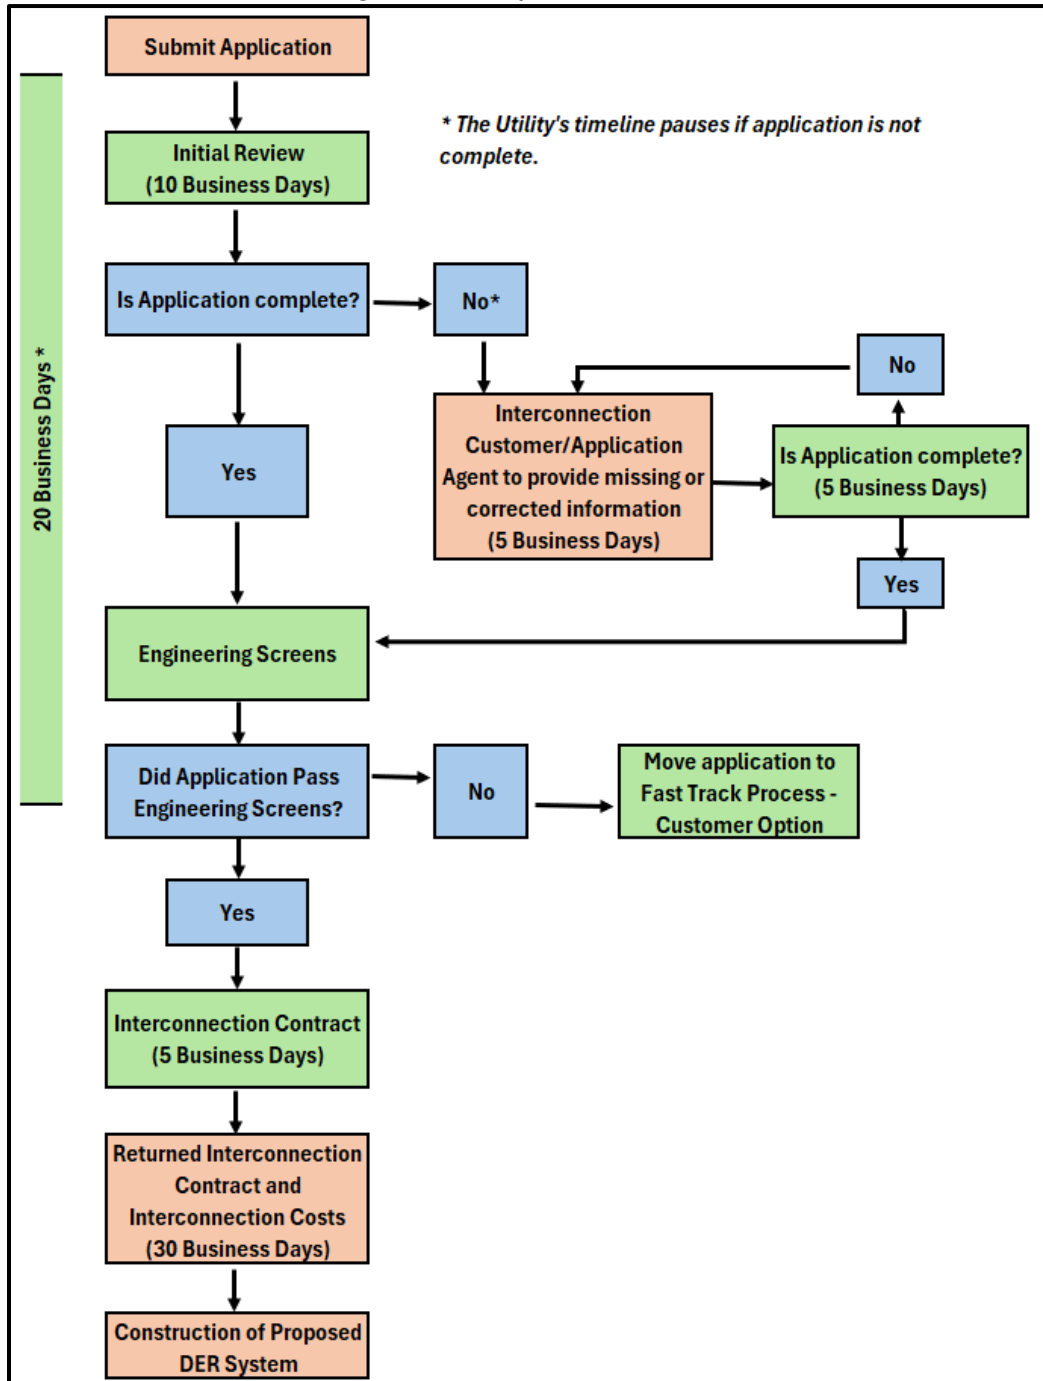 Submit Application
* The Utility's timeline pauses if application is not
complete.
Initial Review
(10 Business Days)
Is Application complete?
No*
20 Business Days *
Yes
Interconnection
Customer/Application
Agent to provide missing or
corrected information
(5 Business Days)
No
Is Application complete?
(5 Business Days)
Yes
Engineering Screens
Did Application Pass
Engineering Screens?
No
Move application to
Fast Track Process -
Customer Option
Yes
Interconnection Contract
(5 Business Days)
Returned Interconnection
Contract and
Interconnection Costs
(30 Business Days)
Construction of Proposed
DER System